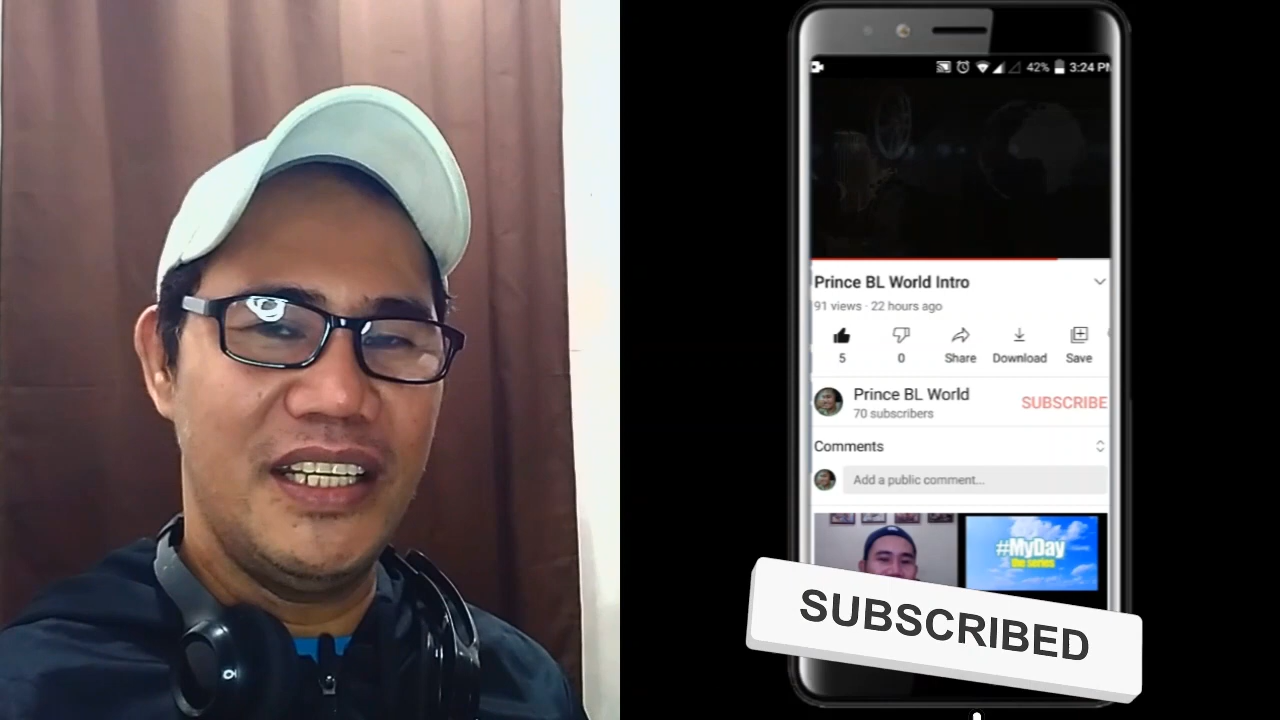 42% 3:24 PM
Prince BL World Intro
91 views · 22 hours ago
5 0 Share Download Save
Prince BL World
SUBSCRIBE
70 subscribers
Comments
Add a public comment...
#MyDay
the series
SUBSCRIBED